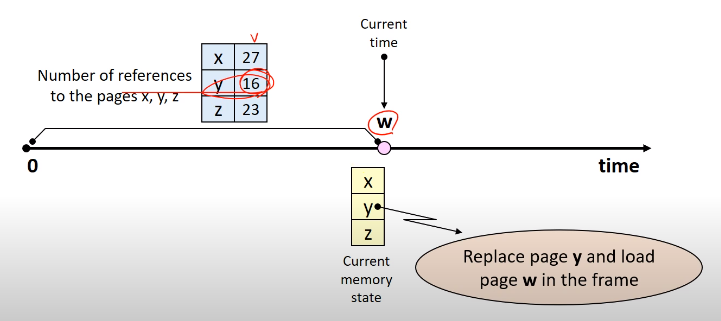 Current
time
v
x 27
Number of references
y 16
to the pages x, y, z
z 23
w
0
time
x
y
z
Current
memory
state
Replace page y and load
page w in the frame